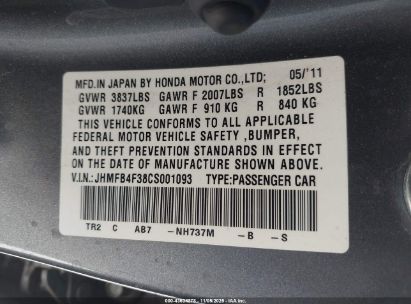 MFD.IN JAPAN BY HONDA MOTOR CO.,LTD. 05/'11
GVWR 3837LBS GAWR F 2007LBS R 1852LBS
GVWR 1740KG GAWR F 910 KG R 840 KG
THIS VEHICLE CONFORMS TO ALL APPLICABLE
FEDERAL MOTOR VEHICLE SAFETY ,BUMPER,
AND THEFT PREVENTION STANDARDS IN EFFECT
ON THE DATE OF MANUFACTURE SHOWN ABOVE.
V.I.N.: JHMFB4F38CS001093 TYPE:PASSENGER CAR
TR2 C AB7 -NH737M -B -S